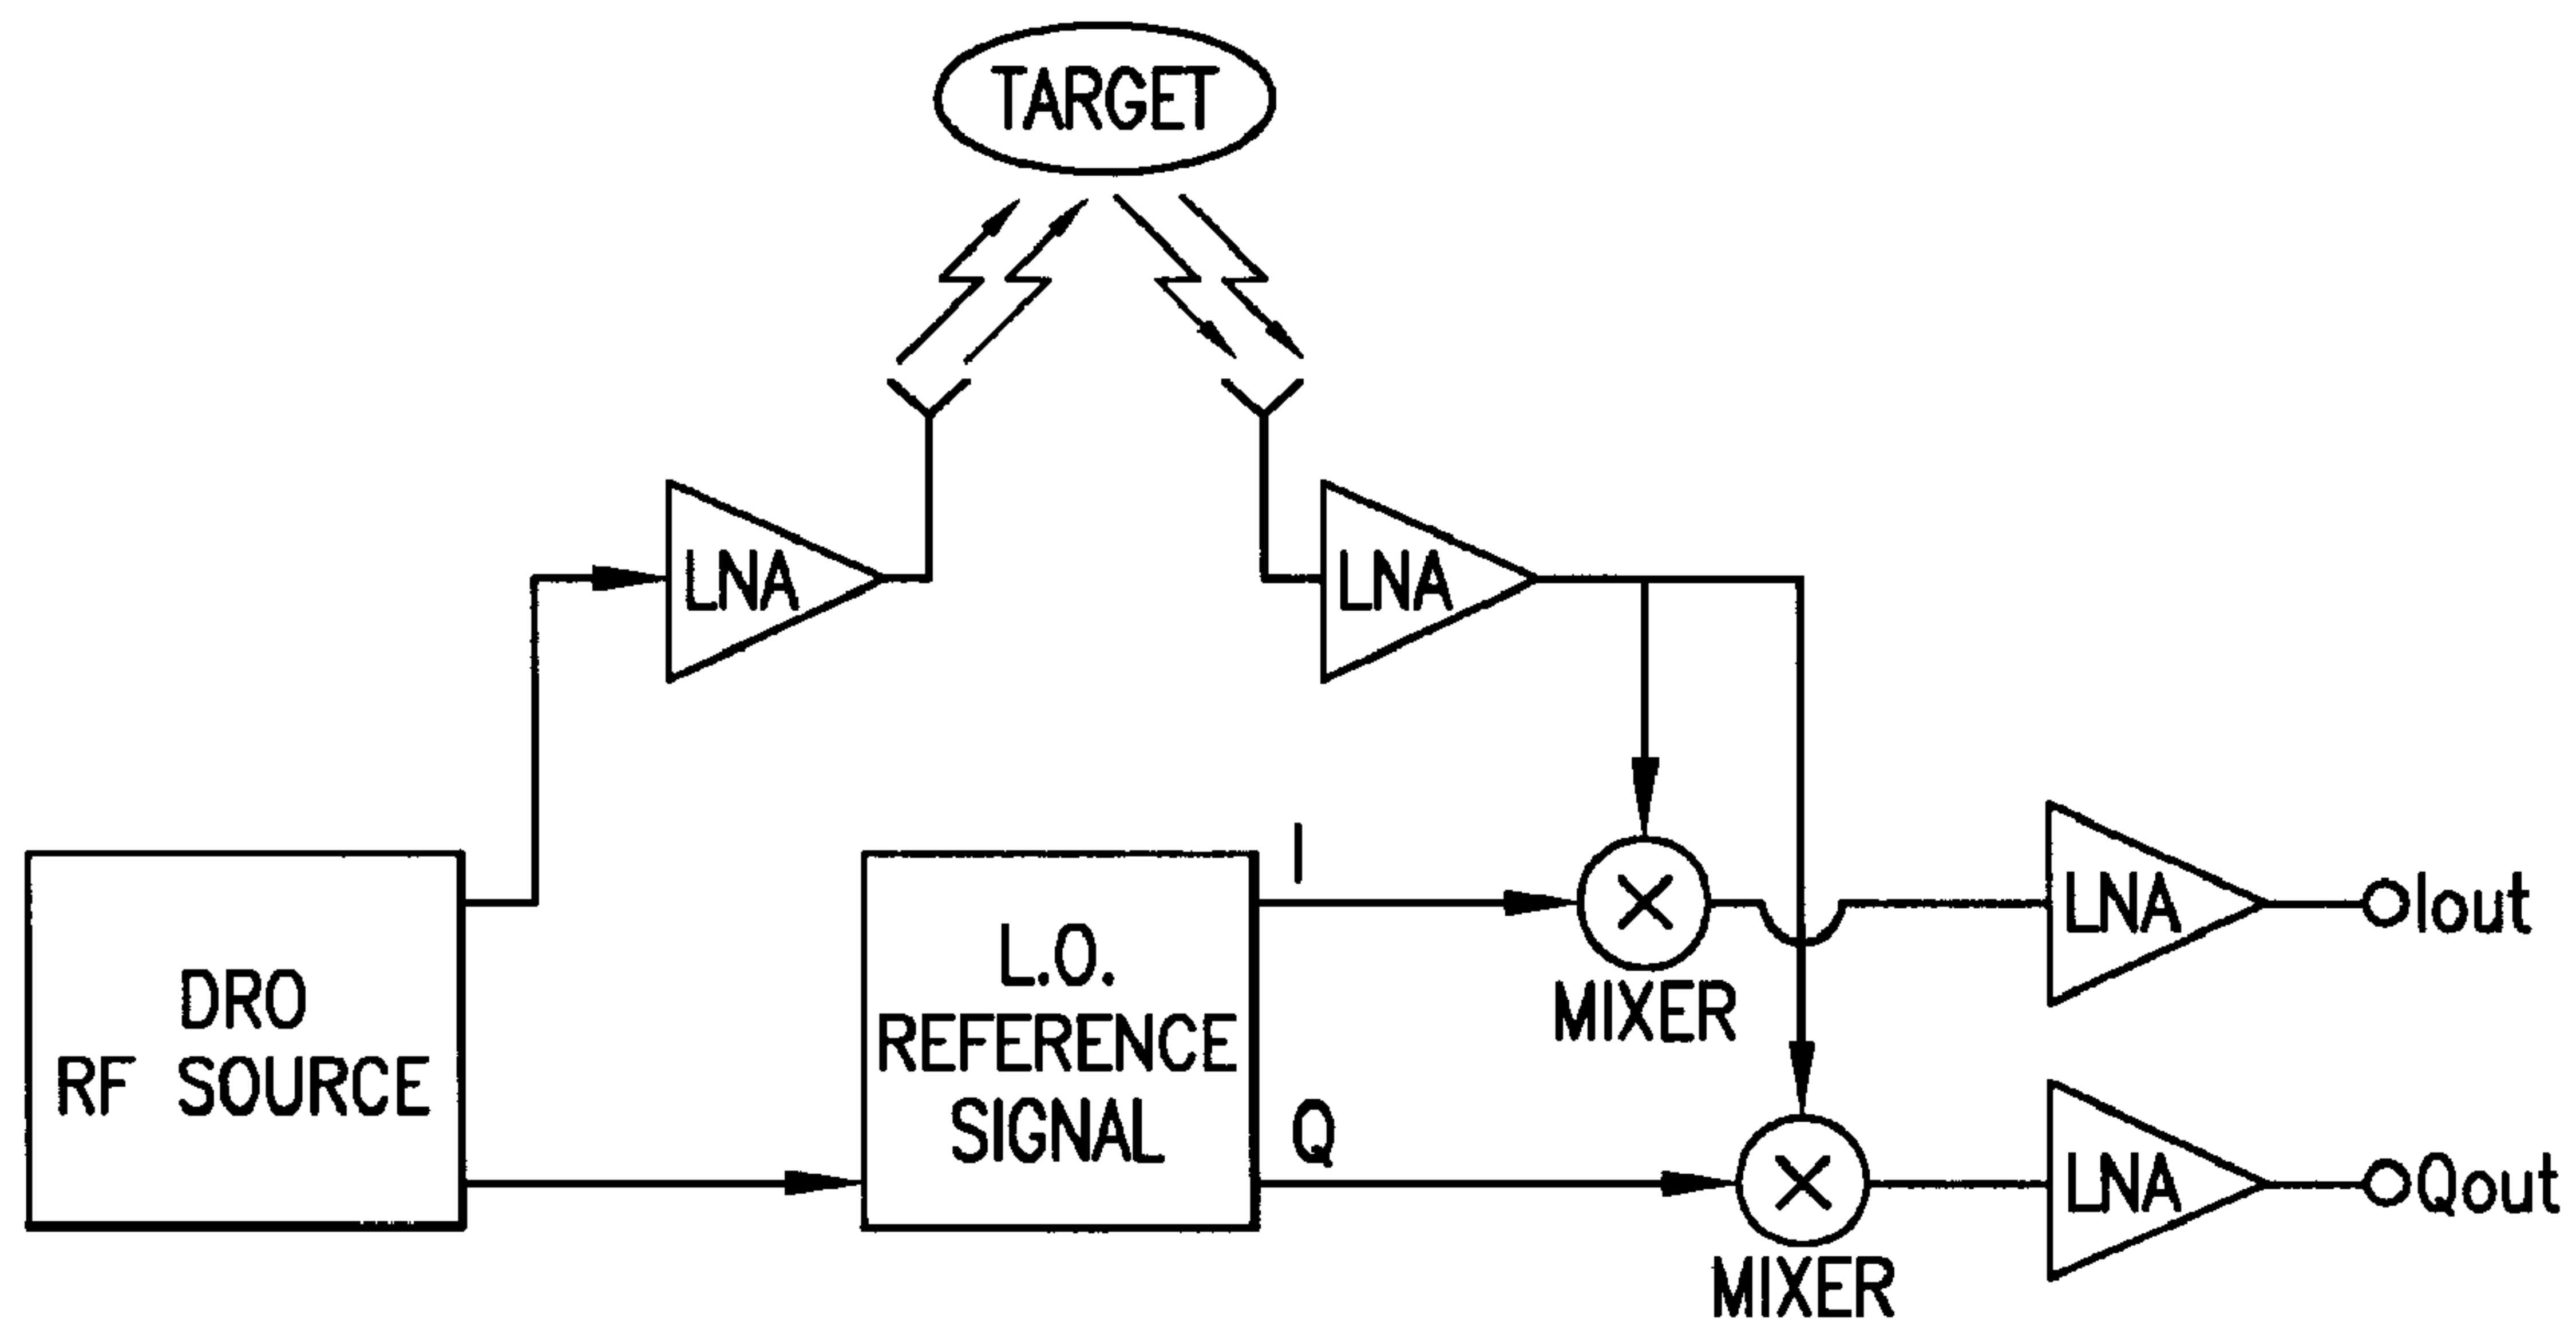 TARGET
LNA
LNA
DRO
RF SOURCE
L.O.
REFERENCE
SIGNAL
I
Q
MIXER
MIXER
LNA
Iout
LNA
Qout